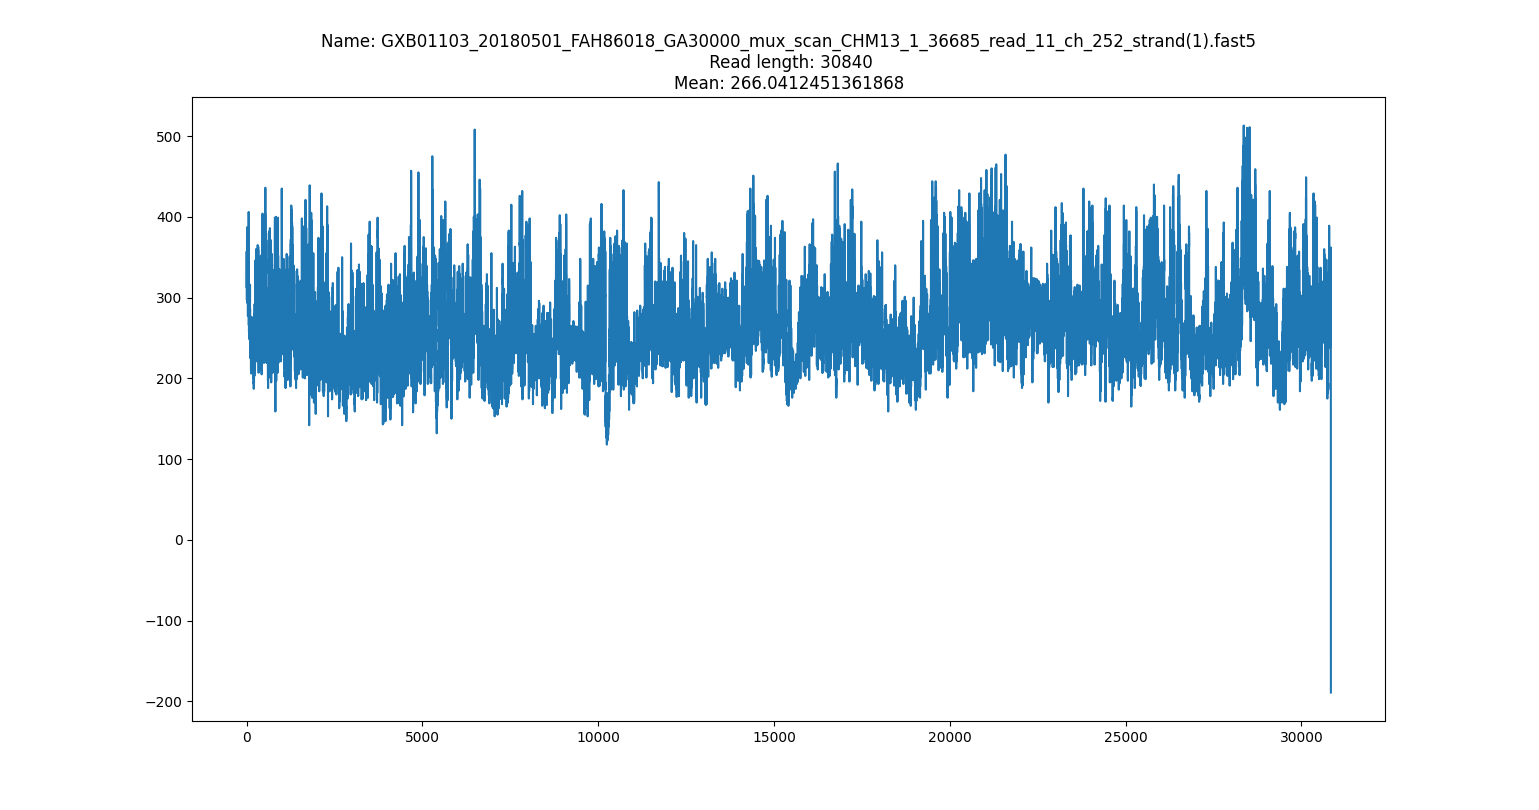 Name: GXB01103_20180501_FAH86018_GA30000_mux_scan_CHM13_1_36685_read_11_ch_252_strand(1).fast5
Read length: 30840
Mean: 266.0412451361868
500
400
300
200
100
0
−100
−200
0 5000 10000 15000 20000 25000 30000